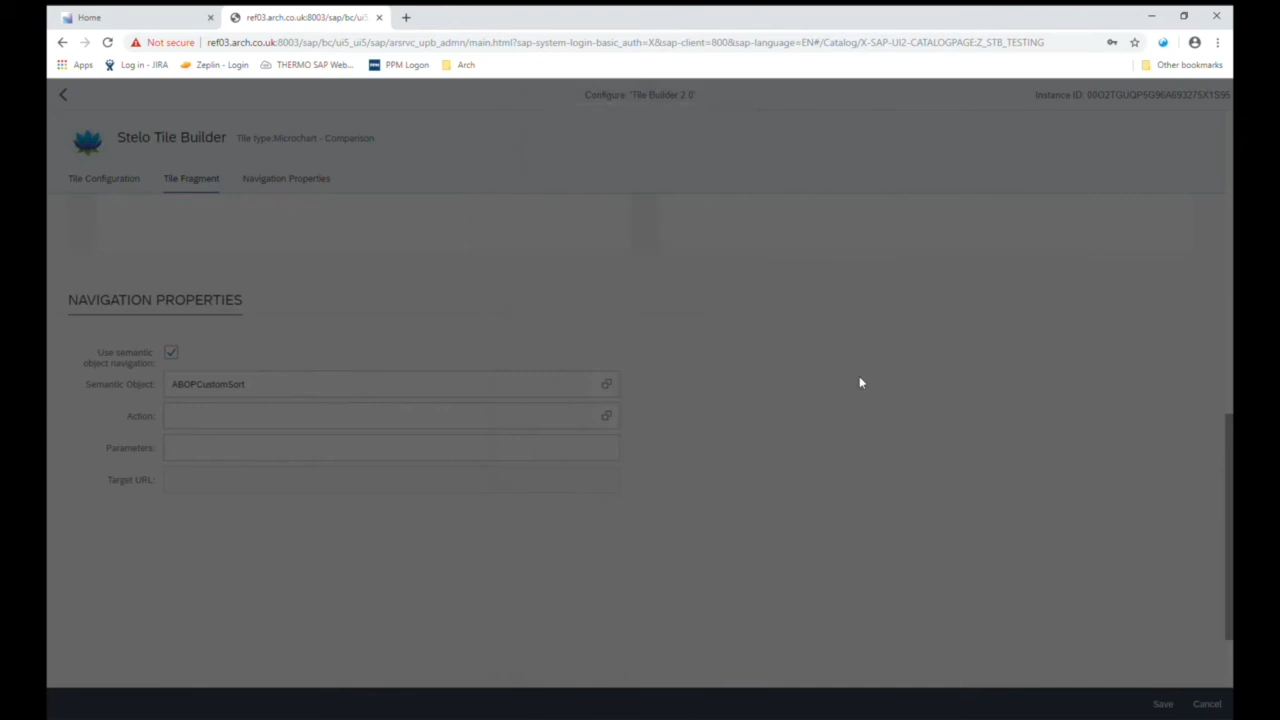 Home
ref03.arch.co.uk:8003/sap/bc/ui5
Not secure
ref03.arch.co.uk:8003/sap/bc/ui5_ui5/sap/arsrvc_upb_admn/main.html?sap-system-login-basic_auth=X&sap-client=800&sap-language=EN#/Catalog/X-SAP-UI2-CATALOGPAGE:Z_STB_TESTING
Apps
Log in - JIRA
Zeplin - Login
THERMO SAP Web...
PPM Logon
Arch
Other bookmarks
Configure: 'Tile Builder 2.0'
Instance ID: 00O2TGUQP5G96A693275X1S95
Stelo Tile Builder
Tile type:Microchart - Comparison
Tile Configuration
Tile Fragment
Navigation Properties
NAVIGATION PROPERTIES
Use semantic
object navigation:
Semantic Object:
ABOPCustomSort
Action:
Parameters:
Target URL:
Save
Cancel